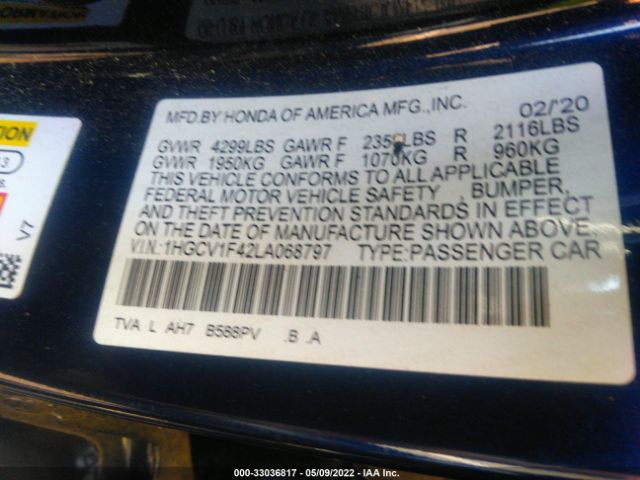 MFD.BY HONDA OF AMERICA MFG.,INC. 02/'20
GVWR 4299LBS GAWR F R 2116LBS
GVWR 1950KG GAWR F 1070KG R 960KG
THIS VEHICLE CONFORMS TO ALL APPLICABLE
FEDERAL MOTOR VEHICLE SAFETY , BUMPER,
AND THEFT PREVENTION STANDARDS IN EFFECT
ON THE DATE OF MANUFACTURE SHOWN ABOVE.
V.I.N.:1HGCV1F42LA068797 TYPE:PASSENGER CAR
TVA L AH7 B588PV .B .A
V7
000-33036817 - 05/09/2022 - IAA Inc.